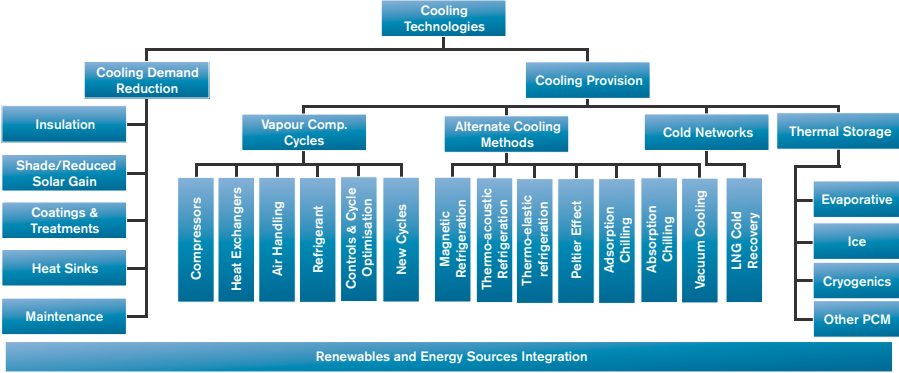 Cooling
Technologies
Cooling Demand
Reduction
Cooling Provision
Insulation
Shade/Reduced
Solar Gain
Coatings &
Treatments
Heat Sinks
Maintenance
Vapour Comp.
Cycles
Alternate Cooling
Methods
Cold Networks
Thermal Storage
Compressors
Heat Exchangers
Air Handling
Refrigerant
Controls & Cycle
Optimisation
New Cycles
Magnetic
Refrigeration
Thermo-acoustic
Refrigeration
Thermo-elastic
refrigeration
Peltier Effect
Adsorption
Chilling
Absorption
Chilling
Vacuum Cooling
LNG Cold
Recovery
Evaporative
Ice
Cryogenics
Other PCM
Renewables and Energy Sources Integration